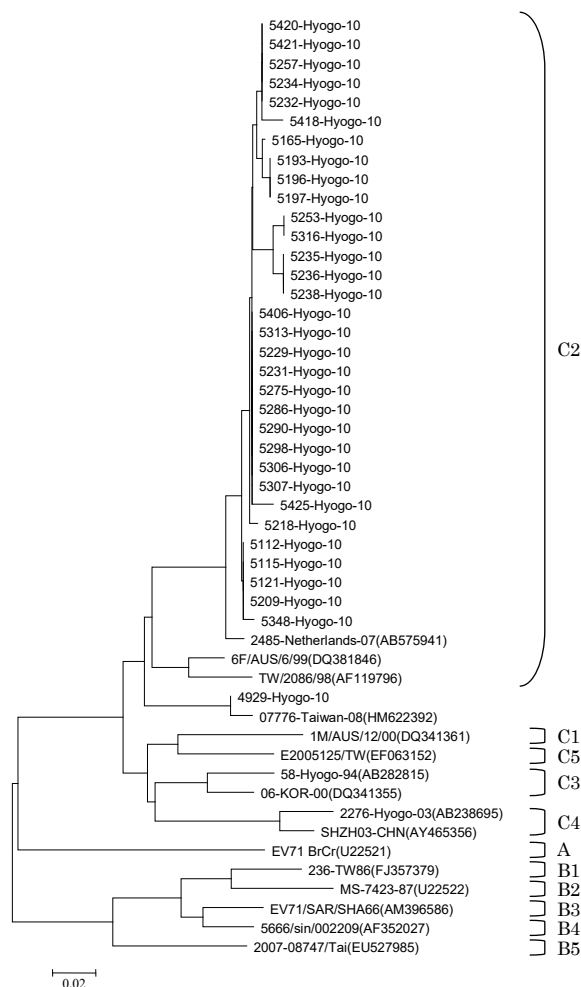 5420-Hyogo-10
5421-Hyogo-10
5257-Hyogo-10
5234-Hyogo-10
5232-Hyogo-10
5418-Hyogo-10
5165-Hyogo-10
5193-Hyogo-10
5196-Hyogo-10
5197-Hyogo-10
5253-Hyogo-10
5316-Hyogo-10
5235-Hyogo-10
5236-Hyogo-10
5238-Hyogo-10
5406-Hyogo-10
5313-Hyogo-10
5229-Hyogo-10
C2
5231-Hyogo-10
5275-Hyogo-10
5286-Hyogo-10
5290-Hyogo-10
5298-Hyogo-10
5306-Hyogo-10
5307-Hyogo-10
5425-Hyogo-10
5218-Hyogo-10
5112-Hyogo-10
5115-Hyogo-10
5121-Hyogo-10
5209-Hyogo-10
5348-Hyogo-10
2485-Netherlands-07(AB575941)
6F/AUS/6/99(DQ381846)
TW/2086/98(AF119796)
4929-Hyogo-10
07776-Taiwan-08(HM622392)
1M/AUS/12/00(DQ341361) C1
E2005125/TW(EF063152) C5
58-Hyogo-94(AB282815)
C3
06-KOR-00(DQ341355)
2276-Hyogo-03(AB238695)
C4
SHZH03-CHN(AY465356)
EV71 BrCr(U22521) A
236-TW86(FJ357379) B1
MS-7423-87(U22522) B2
EV71/SAR/SHA66(AM396586) B3
5666/sin/002209(AF352027) B4
2007-08747/Tai(EU527985) B5
0.02